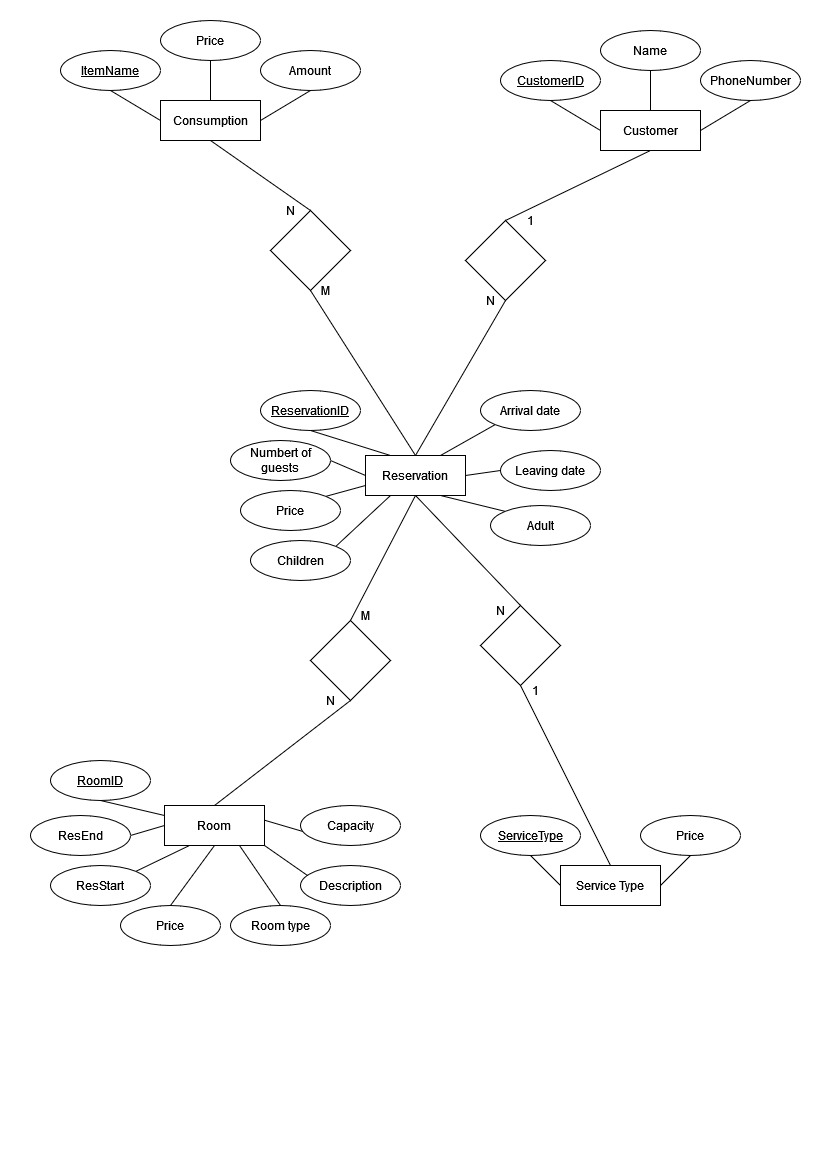 Price
Name
ItemName
Amount
CustomerID
PhoneNumber
Consumption
Customer
N
1
M
N
ReservationID
Arrival date
Numbert of
guests
Leaving date
Reservation
Price
Adult
Children
M
N
N
1
RoomID
ResEnd
Room
Capacity
ServiceType
Price
ResStart
Description
Service Type
Price
Room type